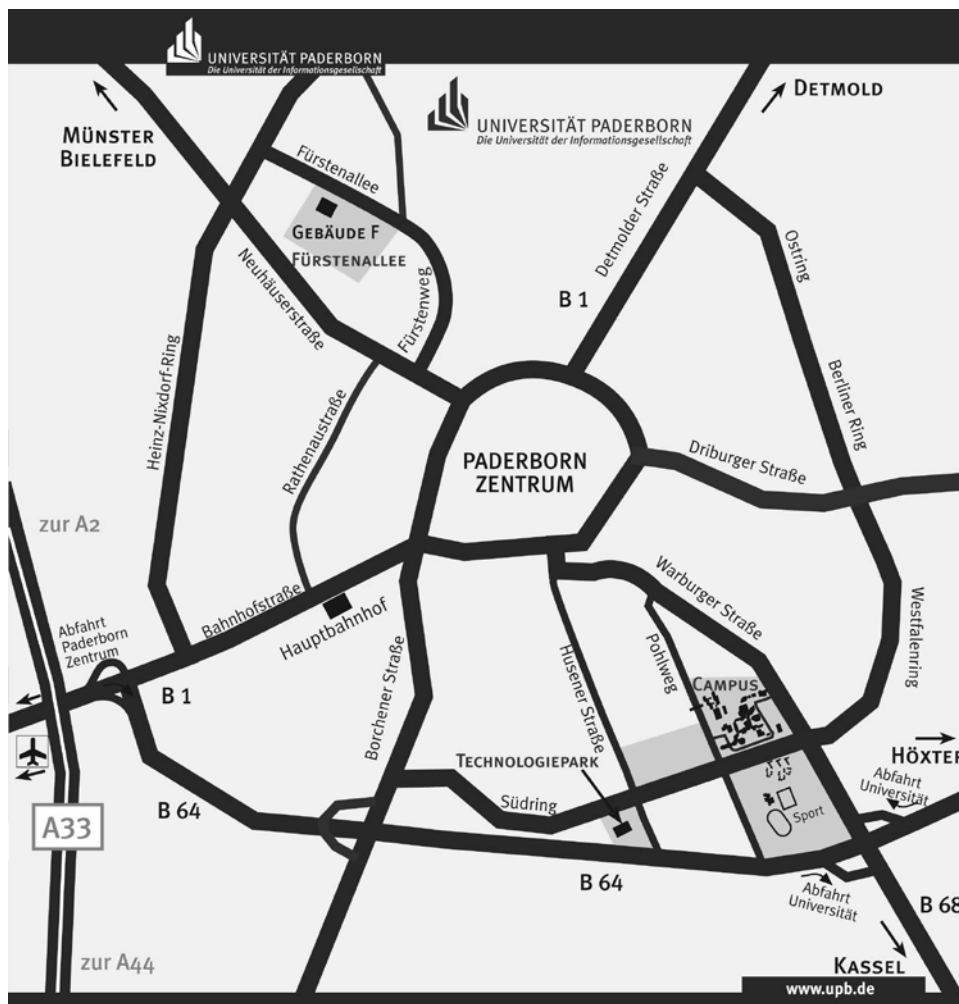 UNIVERSITÄT PADERBORN
Die Universität der Informationsgesellschaft
DETMOLD
UNIVERSITÄT PADERBORN
Die Universität der Informationsgesellschaft
MÜNSTER
BIELEFELD
Fürstenallee
GEBÄUDE F
FÜRSTENALLEE
Detmolder Straße
Ostring
Neuhäuserstraße
Fürstenweg
B 1
Heinz-Nixdorf-Ring
Berliner Ring
Rathenaustraße
PADERBORN
ZENTRUM
Driburger Straße
zur A2
Warburger Straße
Westfalenring
Abfahrt
Paderborn
Zentrum
Bahnhofstraße
Hauptbahnhof
Borchener Straße
Husener Straße
Pohlweg
CAMPUS
B 1
HÖXTER
TECHNOLOGIEPARK
Abfahrt
Universität
B 64
Südring
Sport
A33
B 64
Abfahrt
Universität
B 68
zur A44
KASSEL
www.upb.de